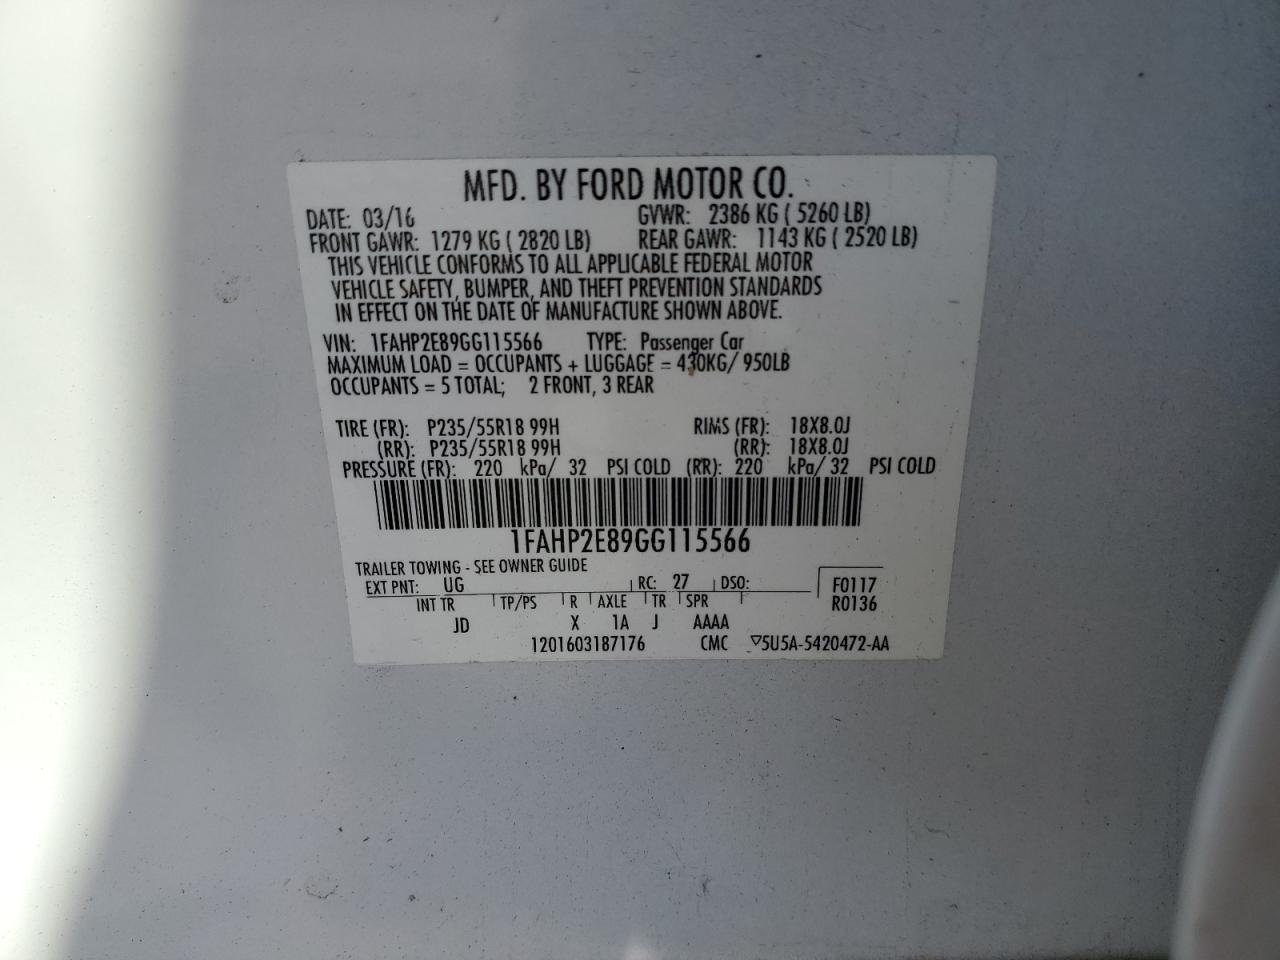 MFD. BY FORD MOTOR CO.
DATE: 03/16 GVWR: 2386 KG ( 5260 LB)
FRONT GAWR: 1279 KG ( 2820 LB) REAR GAWR: 1143 KG ( 2520 LB)
THIS VEHICLE CONFORMS TO ALL APPLICABLE FEDERAL MOTOR
VEHICLE SAFETY, BUMPER, AND THEFT PREVENTION STANDARDS
IN EFFECT ON THE DATE OF MANUFACTURE SHOWN ABOVE.
VIN: 1FAHP2E89GG115566 TYPE: Passenger Car
MAXIMUM LOAD = OCCUPANTS + LUGGAGE = 430KG/ 950LB
OCCUPANTS = 5 TOTAL; 2 FRONT, 3 REAR
TIRE (FR): P235/55R18 99H RIMS (FR): 18X8.0J
(RR): P235/55R18 99H (RR): 18X8.0J
PRESSURE (FR): 220 kPa/ 32 PSI COLD (RR): 220 kPa/ 32 PSI COLD
1FAHP2E89GG115566
TRAILER TOWING - SEE OWNER GUIDE
EXT PNT: UG RC: 27 DSO: F0117
INT TR TP/PS R AXLE TR SPR R0136
JD X 1A J AAAA
1201603187176 CMC ▽5U5A-5420472-AA